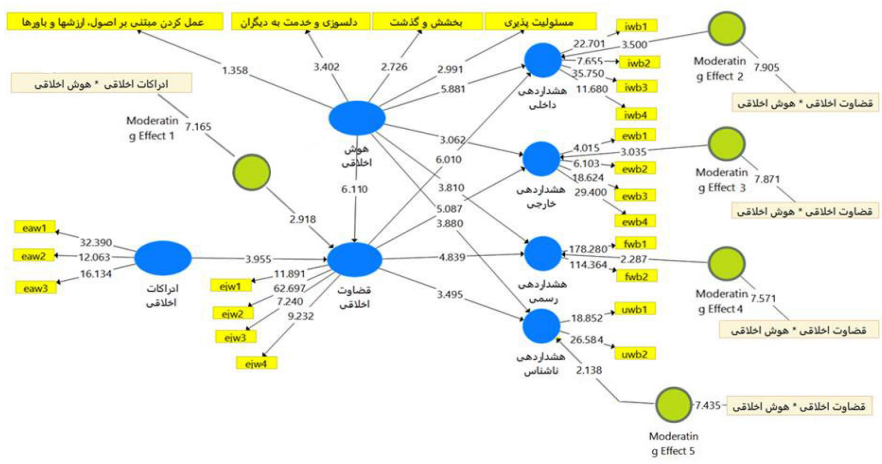 عمل کردن مبتنی بر اصول، ارزشها و باورها
دلسوزی و خدمت به دیگران
بخشش و گذشت
مسئولیت پذیری
1.358
3.402
2.726
2.991
5.881
هوش
اخلاقی
ادراکات اخلاقی * هوش اخلاقی
7.165
Moderatin
g Effect 1
2.918
6.110
3.062
6.010
3.810
5.087
3.880
eaw1
eaw2
eaw3
32.390
12.063
16.134
ادراکات
اخلاقی
3.955
قضاوت
اخلاقی
11.891
62.697
7.240
9.232
ejw1
ejw2
ejw3
ejw4
4.839
3.495
هشداردهی
داخلی
22.701
7.655
35.750
11.680
iwb1
iwb2
iwb3
iwb4
3.500
Moderatin
g Effect 2
7.905
قضاوت اخلاقی * هوش اخلاقی
هشداردهی
خارجی
4.015
6.103
18.624
29.400
ewb1
ewb2
ewb3
ewb4
3.035
Moderatin
g Effect 3
7.871
قضاوت اخلاقی * هوش اخلاقی
هشداردهی
رسمی
178.280
114.364
fwb1
fwb2
2.287
Moderatin
g Effect4
7.571
قضاوت اخلاقی * هوش اخلاقی
هشداردهی
ناشناس
18.852
26.584
uwb1
uwb2
2.138
Moderatin
g Effect 5
7.435
قضاوت اخلاقی * هوش اخلاقی